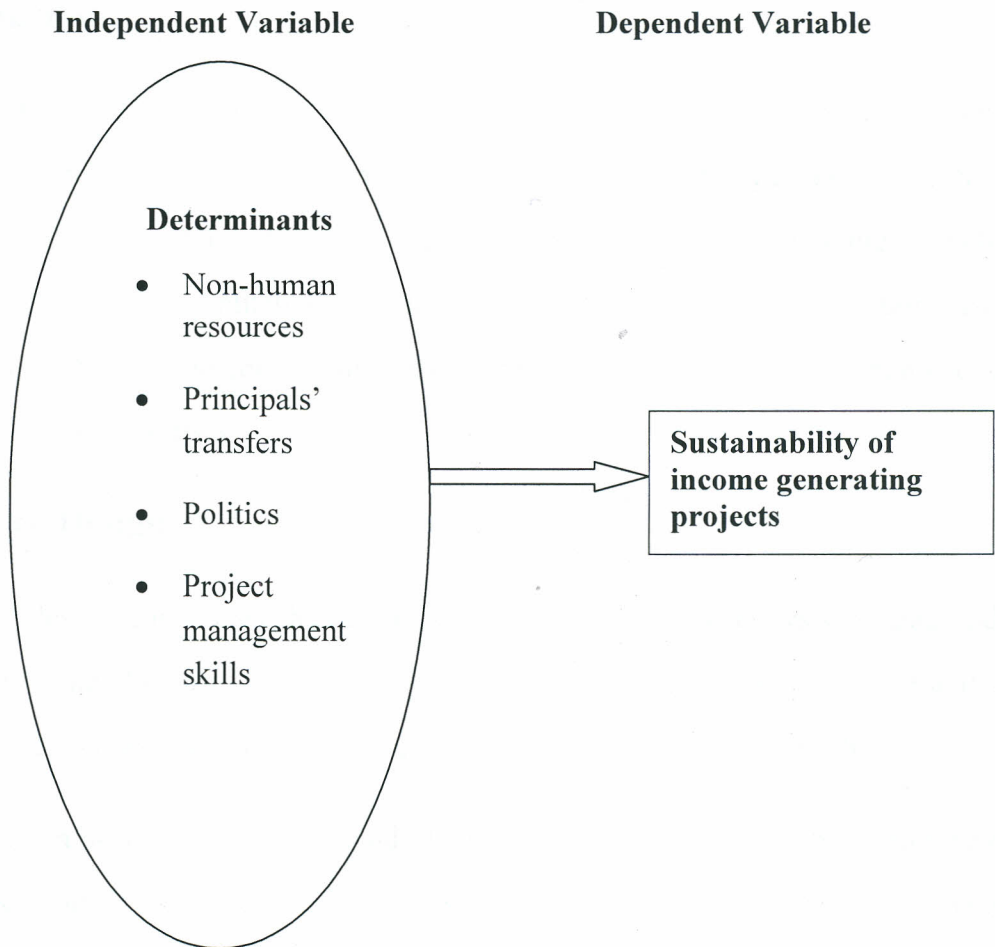 Independent Variable
Dependent Variable
Determinants
• Non-human
resources
• Principals’
transfers
• Politics
• Project
management
skills
Sustainability of
income generating
projects